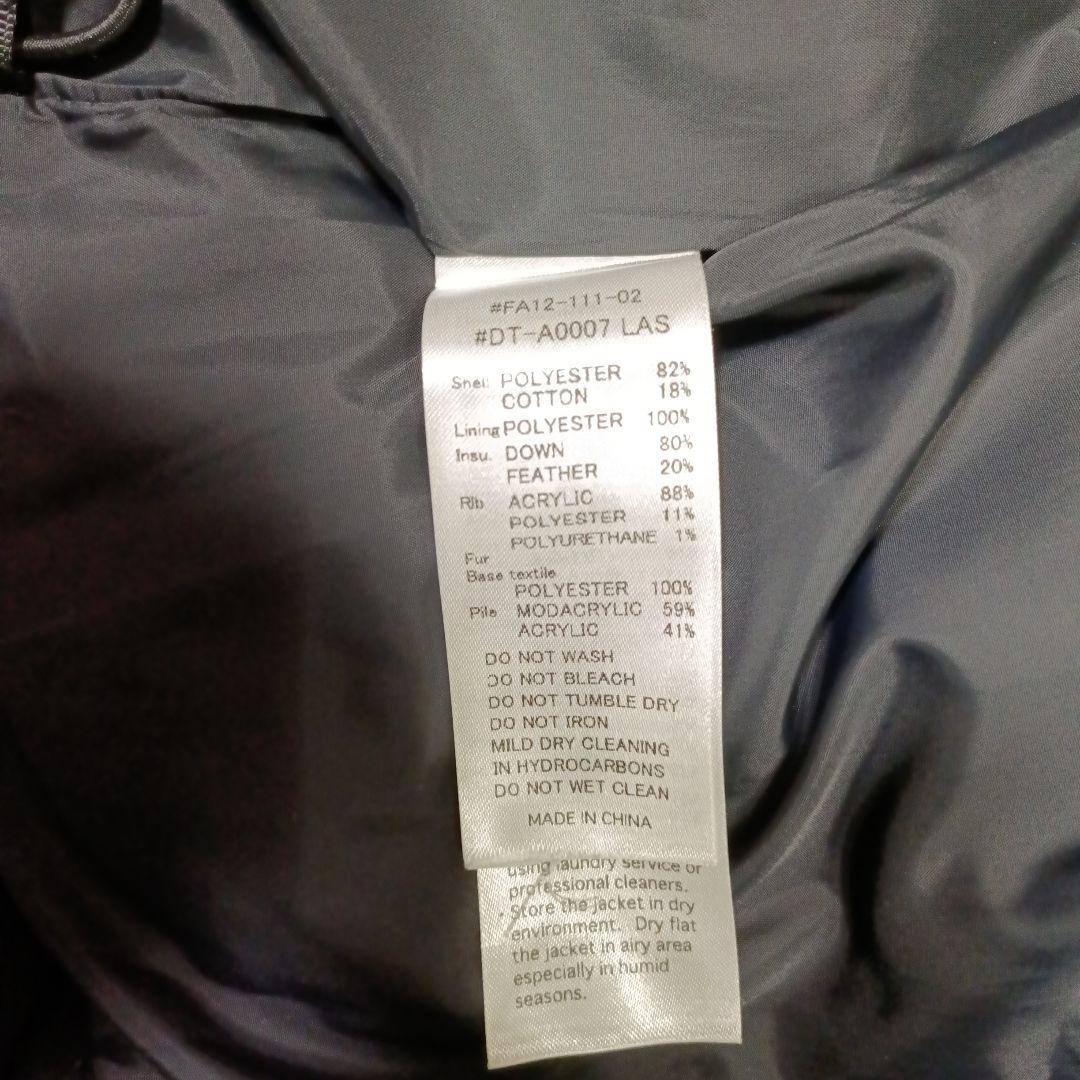 #FA12-111-02
#DT-A0007 LAS
Shell POLYESTER 82%
COTTON 18%
Lining POLYESTER 100%
Insu. DOWN 80%
FEATHER 20%
Rib ACRYLIC 88%
POLYESTER 11%
POLYURETHANE 1%
Fur
Base textile
POLYESTER 100%
Pile MODACRYLIC 59%
ACRYLIC 41%
DO NOT WASH
DO NOT BLEACH
DO NOT TUMBLE DRY
DO NOT IRON
MILD DRY CLEANING
IN HYDROCARBONS
DO NOT WET CLEAN
MADE IN CHINA
using laundry service or
professional cleaners.
· Store the jacket in dry
environment. Dry flat
the jacket in airy area
especially in humid
seasons.